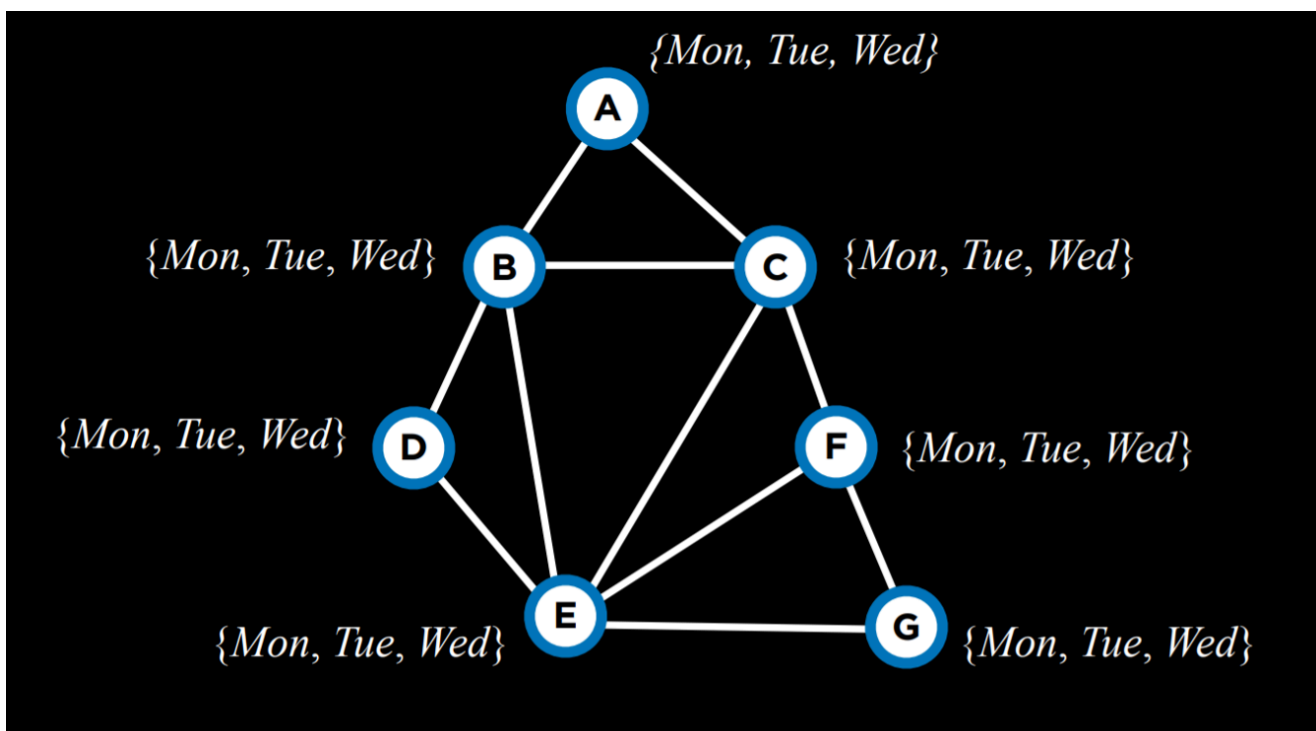 {Mon, Tue, Wed}
A
{Mon, Tue, Wed}
B
C
{Mon, Tue, Wed}
{Mon, Tue, Wed}
D
F
{Mon, Tue, Wed}
{Mon, Tue, Wed}
E
G
{Mon, Tue, Wed}